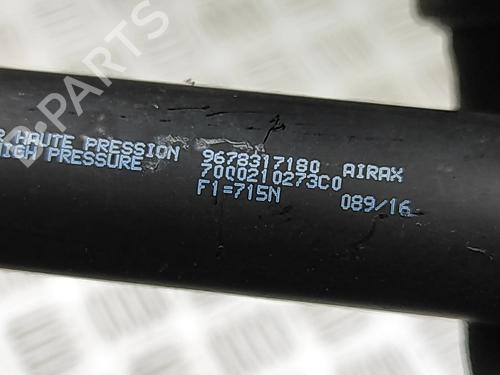 R HAUTE PRESSION 9678317180 AIRAX
HIGH PRESSURE 7000210273C0
F1=715N 089/16
B-PARTS